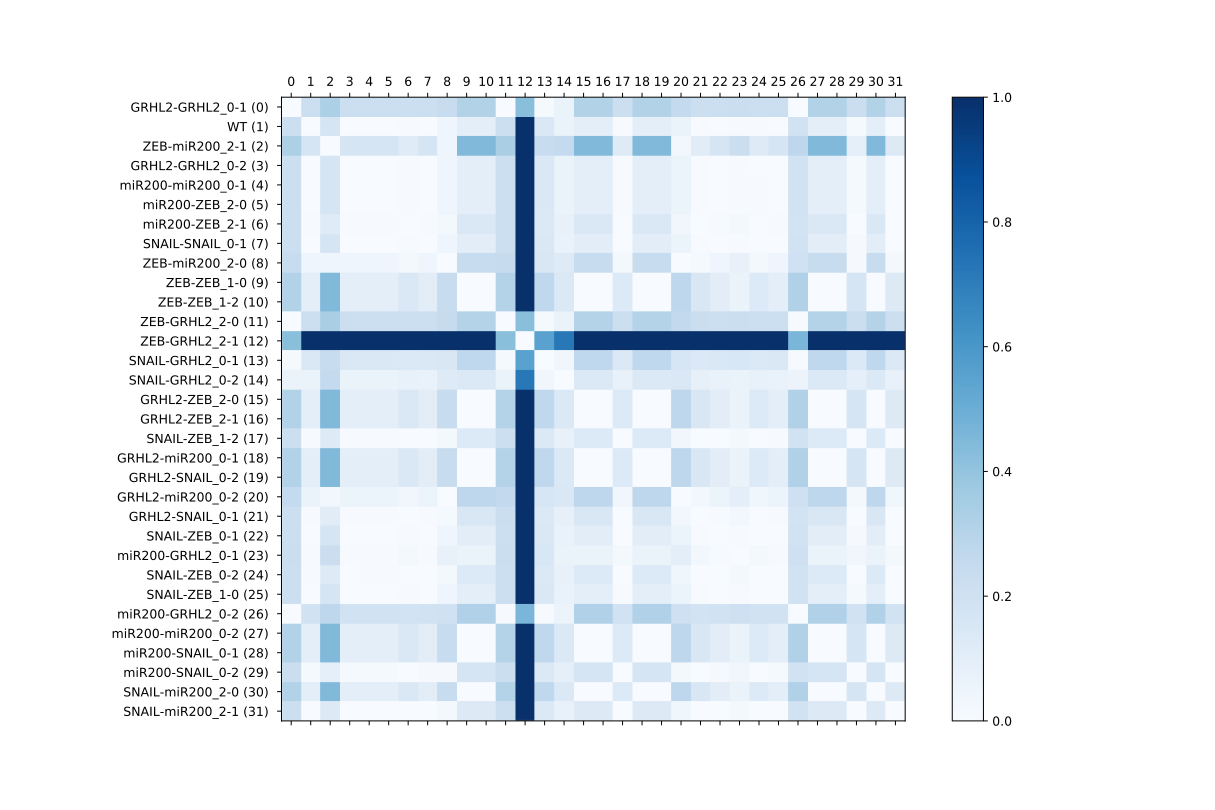 0 1 2 3 4 5 6 7 8 9 10 11 12 13 14 15 16 17 18 19 20 21 22 23 24 25 26 27 28 29 30 31
GRHL2-GRHL2_0-1 (0)
WT (1)
ZEB-miR200_2-1 (2)
GRHL2-GRHL2_0-2 (3)
miR200-miR200_0-1 (4)
miR200-ZEB_2-0 (5)
miR200-ZEB_2-1 (6)
SNAIL-SNAIL_0-1 (7)
ZEB-miR200_2-0 (8)
ZEB-ZEB_1-0 (9)
ZEB-ZEB_1-2 (10)
ZEB-GRHL2_2-0 (11)
ZEB-GRHL2_2-1 (12)
SNAIL-GRHL2_0-1 (13)
SNAIL-GRHL2_0-2 (14)
GRHL2-ZEB_2-0 (15)
GRHL2-ZEB_2-1 (16)
SNAIL-ZEB_1-2 (17)
GRHL2-miR200_0-1 (18)
GRHL2-SNAIL_0-2 (19)
GRHL2-miR200_0-2 (20)
GRHL2-SNAIL_0-1 (21)
SNAIL-ZEB_0-1 (22)
miR200-GRHL2_0-1 (23)
SNAIL-ZEB_0-2 (24)
SNAIL-ZEB_1-0 (25)
miR200-GRHL2_0-2 (26)
miR200-miR200_0-2 (27)
miR200-SNAIL_0-1 (28)
miR200-SNAIL_0-2 (29)
SNAIL-miR200_2-0 (30)
SNAIL-miR200_2-1 (31)
1.0
0.8
0.6
0.4
0.2
0.0